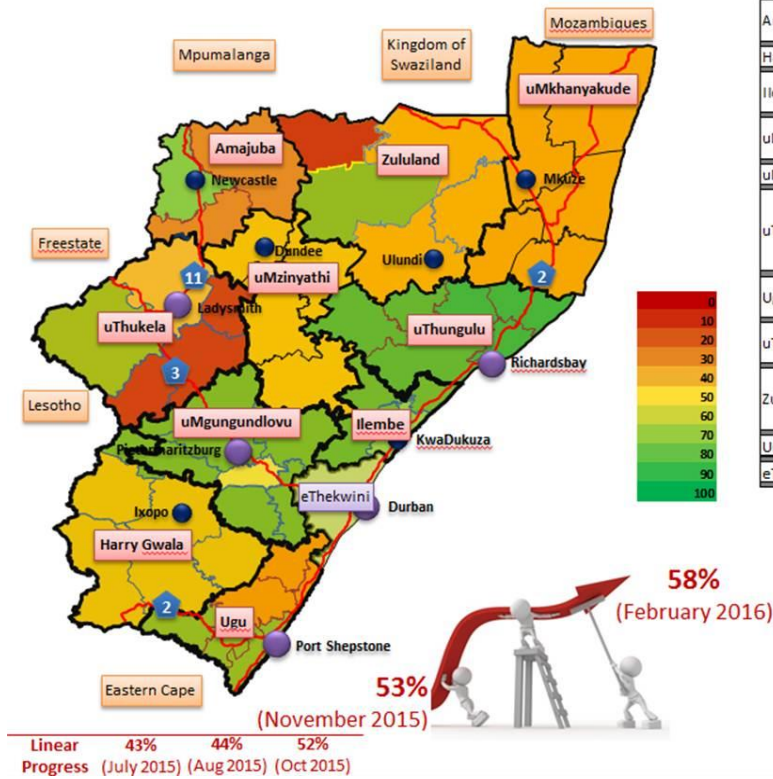 Mozambiques
Mpumalanga
Kingdom of
Swaziland
uMkhanyakude
Amajuba
Zululand
Newcastle
Mkuze
Freestate
Dundee
uMzinyathi
Ulundi
11
2
Ladysmith
uThukela
uThungulu
3
Richardsbay
Lesotho
uMgungundlovu
Ilembe
KwaDukuza
Pietermaritzburg
eThekwini
Durban
Ixopo
Harry Gwala
2
Ugu
Port Shepstone
Eastern Cape
0
10
20
30
40
50
60
70
80
90
100
58%
(February 2016)
53%
(November 2015)
Linear 43% 44% 52%
Progress (July 2015) (Aug 2015) (Oct 2015)